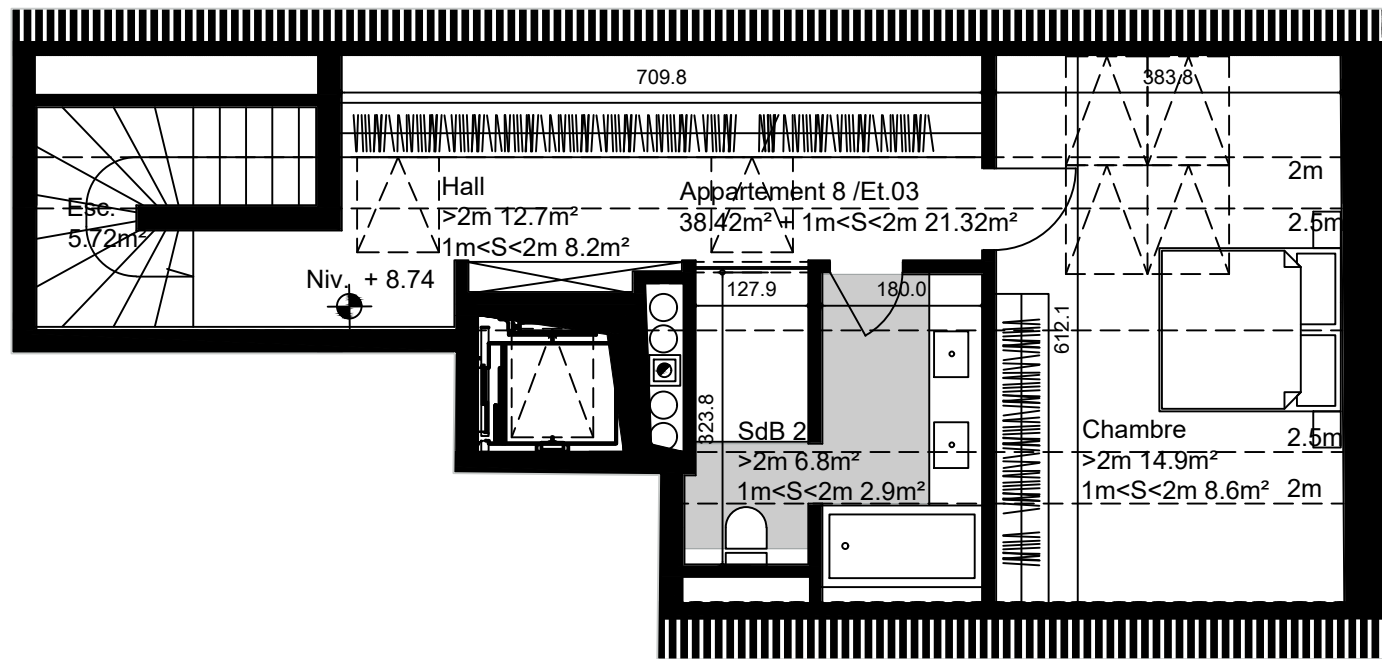 709.8
383.8
Hall
>2m 12.7m²
1m<S<2m 8.2m²
Appartement 8 /Et.03
38.42m² + 1m<S<2m 21.32m²
2m
2.5m
Esc.
5.72m²
Niv. + 8.74
127.9
180.0
612.1
323.8
SdB 2
>2m 6.8m²
1m<S<2m 2.9m²
Chambre
>2m 14.9m²
1m<S<2m 8.6m²
2.5m
2m